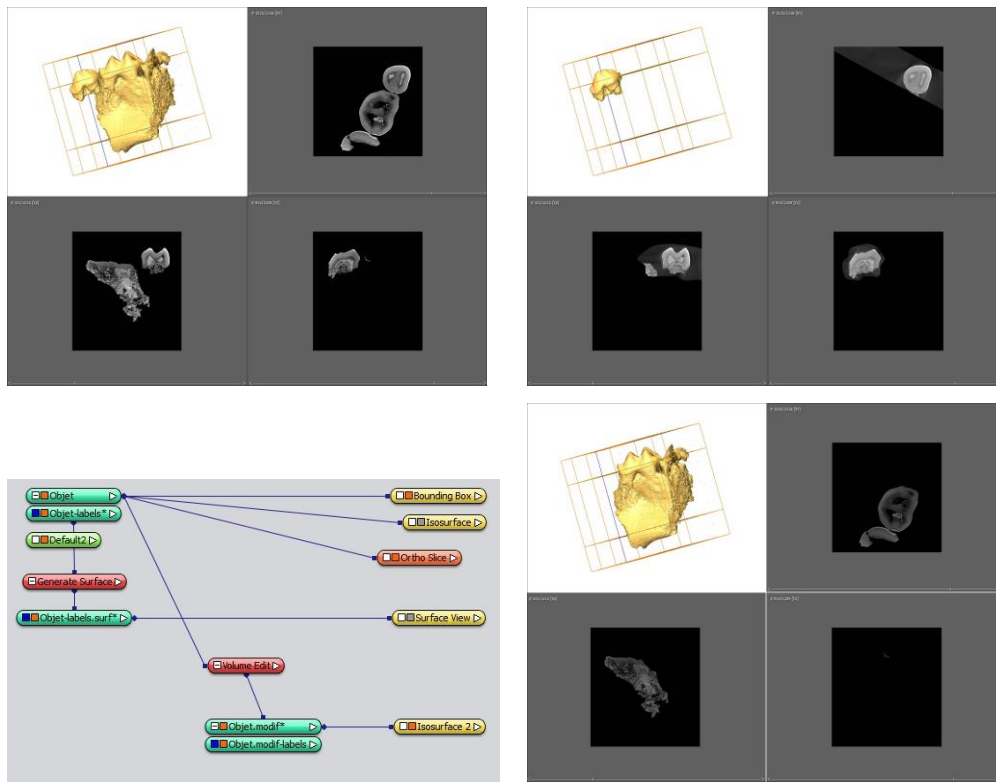 Objet
Bounding Box
Objet-labels*
Isosurface
Default2
Ortho Slice
Generate Surface
Objet-labels.surf*
Surface View
Volume Edit
Objet.modif*
Isosurface 2
Objet.modif-labels